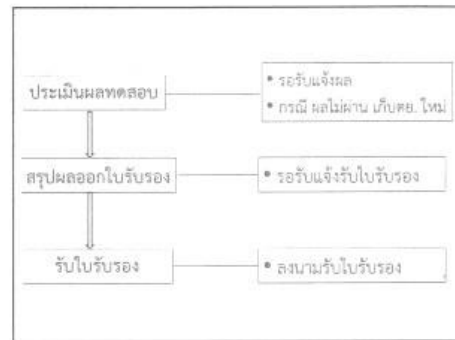 ประเมินผลทดสอบ
• รอรับแจ้งผล
• กรณี ผลไม่ผ่าน เก็บตย. ใหม่
สรุปผลออกใบรับรอง
• รอรับแจ้งรับใบรับรอง
รับใบรับรอง
• ลงนามรับใบรับรอง